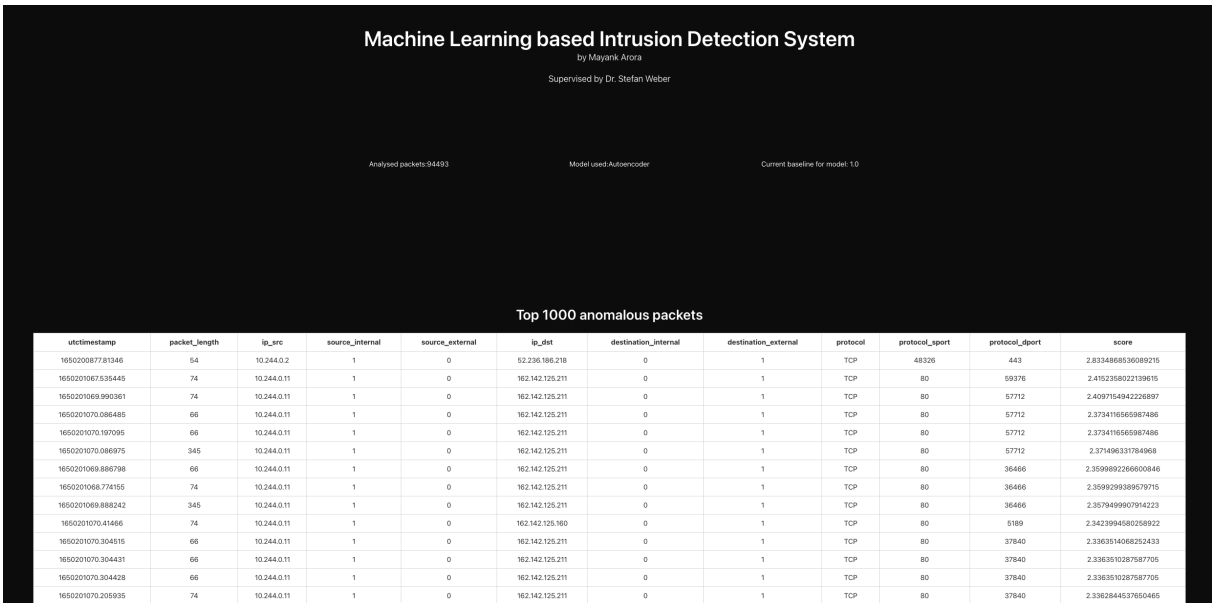 Machine Learning based Intrusion Detection System
by Mayank Arora
Supervised by Dr. Stefan Weber
Analysed packets:94493 Model used:Autoencoder Current baseline for model: 1.0
Top 1000 anomalous packets
utctimestamp packet_length ip_src source_internal source_external ip_dst destination_internal destination_external protocol protocol_sport protocol_dport score
1650200877.81346 54 10.244.0.2 1 0 52.236.186.218 0 1 TCP 48326 443 2.8334868536089215
1650201067.535445 74 10.244.0.11 1 0 162.142.125.211 0 1 TCP 80 59376 2.4152358022139615
1650201069.990361 74 10.244.0.11 1 0 162.142.125.211 0 1 TCP 80 57712 2.4097154942226897
1650201070.086485 66 10.244.0.11 1 0 162.142.125.211 0 1 TCP 80 57712 2.3734116565987486
1650201070.197095 66 10.244.0.11 1 0 162.142.125.211 0 1 TCP 80 57712 2.3734116565987486
1650201070.086975 345 10.244.0.11 1 0 162.142.125.211 0 1 TCP 80 57712 2.371496331784968
1650201069.886798 66 10.244.0.11 1 0 162.142.125.211 0 1 TCP 80 36466 2.3599892266600846
1650201068.774155 74 10.244.0.11 1 0 162.142.125.211 0 1 TCP 80 36466 2.3599299389579715
1650201069.888242 345 10.244.0.11 1 0 162.142.125.211 0 1 TCP 80 36466 2.3579499907914223
1650201070.41466 74 10.244.0.11 1 0 162.142.125.160 0 1 TCP 80 5189 2.3423994580258922
1650201070.304515 66 10.244.0.11 1 0 162.142.125.211 0 1 TCP 80 37840 2.3363514068252433
1650201070.304431 66 10.244.0.11 1 0 162.142.125.211 0 1 TCP 80 37840 2.3363510287587705
1650201070.304428 66 10.244.0.11 1 0 162.142.125.211 0 1 TCP 80 37840 2.3363510287587705
1650201070.205935 74 10.244.0.11 1 0 162.142.125.211 0 1 TCP 80 37840 2.3362844537650465